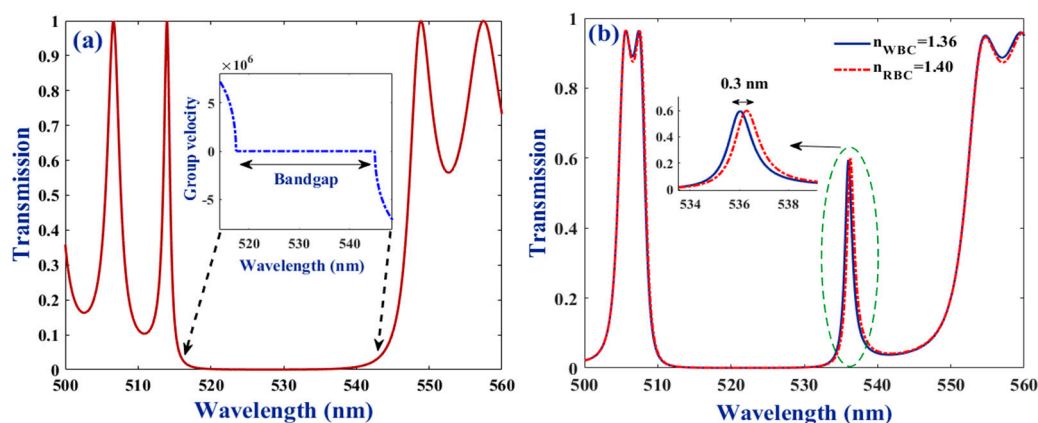 (a)
Transmission
1
0.9
0.8
0.7
0.6
0.5
0.4
0.3
0.2
0.1
0
500 510 520 530 540 550 560
Wavelength (nm)
×10⁶
Group velocity
5
0
-5
Bandgap
520 530 540
Wavelength (nm)
(b)
Transmission
1
0.8
0.6
0.4
0.2
0
500 510 520 530 540 550 560
Wavelength (nm)
n_WBC=1.36
n_RBC=1.40
0.3 nm
0.6
0.4
0.2
0
534 536 538